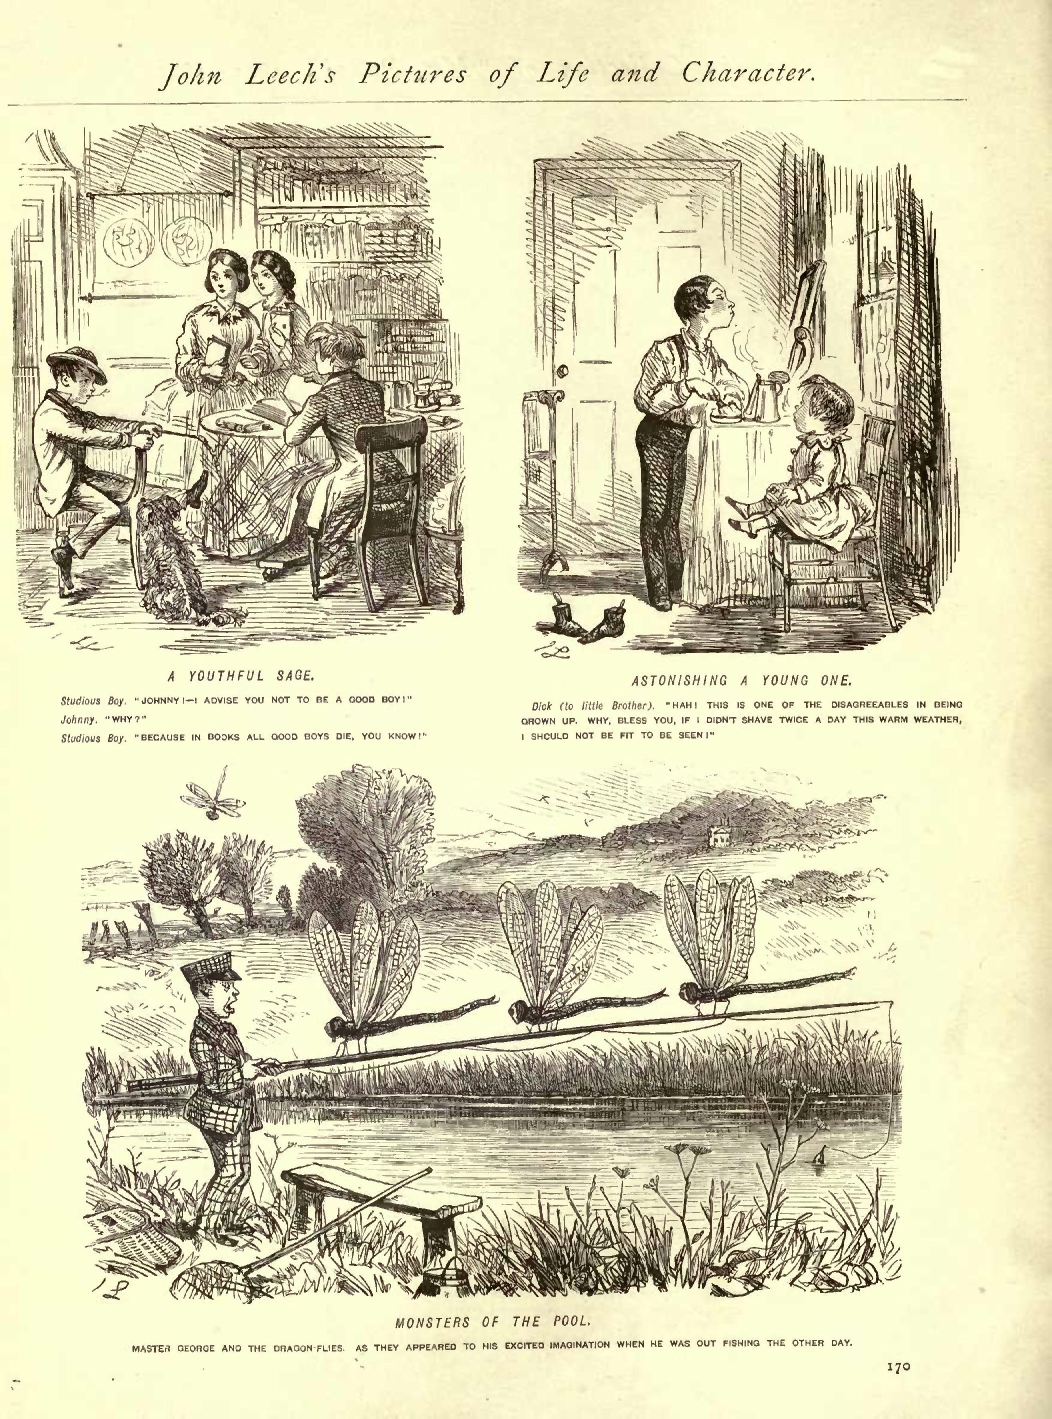 John Leech's Pictures of Life and Character.
A YOUTHFUL SAGE.
Studious Boy. "JOHNNY!—I ADVISE YOU NOT TO BE A GOOD BOY!"
Johnny. "WHY?"
Studious Boy. "BECAUSE IN BOOKS ALL GOOD BOYS DIE, YOU KNOW!"
ASTONISHING A YOUNG ONE.
Dick (to little Brother). "HAH! THIS IS ONE OF THE DISAGREEABLES IN BEING
GROWN UP. WHY, BLESS YOU, IF I DIDN'T SHAVE TWICE A DAY THIS WARM WEATHER,
I SHOULD NOT BE FIT TO BE SEEN!"
MONSTERS OF THE POOL.
MASTER GEORGE AND THE DRAGON-FLIES. AS THEY APPEARED TO HIS EXCITED IMAGINATION WHEN HE WAS OUT FISHING THE OTHER DAY.
170